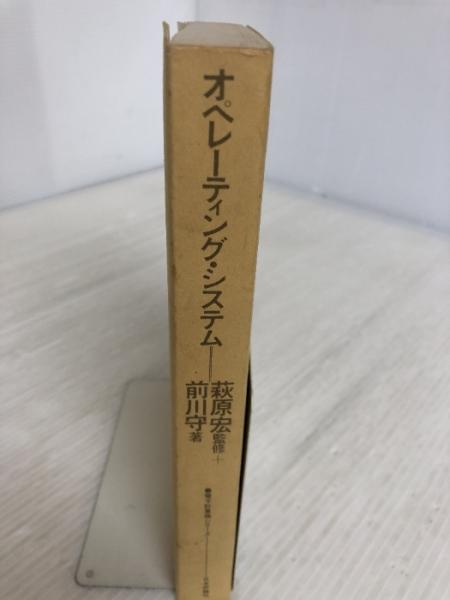 オペレーティング・システム
萩原宏監修+
前川守著